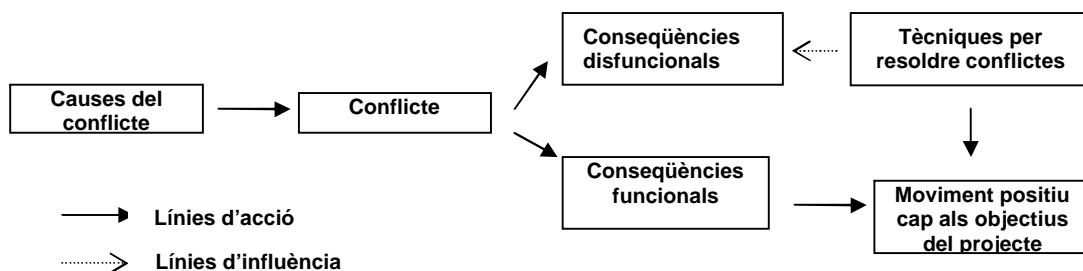 Conseqüències
disfuncionals
Tècniques per
resoldre conflictes
Causes del
conflicte
Conflicte
Conseqüències
funcionals
Moviment positiu
cap als objectius
del projecte
Línies d’acció
Línies d’influència